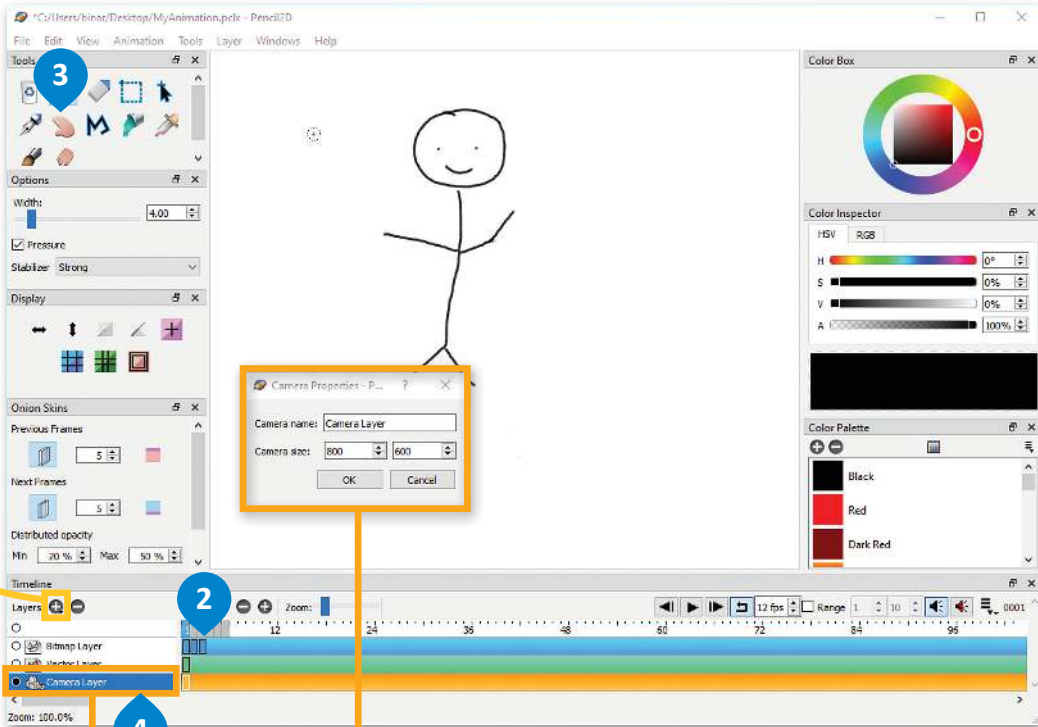 *C:/Users/binar/Desktop/MyAnimation.pclx - Pencil2D
File Edit View Animation Tools Layer Windows Help
Tools
3
Options
Width:
4.00
Pressure
Stabilizer Strong
Display
Onion Skins
Previous Frames
5
Next Frames
5
Distributed opacity
Min 20 % Max 50 %
Camera Properties - P... ?
Camera name: Camera Layer
Camera size: 800 600
OK Cancel
Color Box
Color Inspector
HSV RGB
H 0°
S 0%
V 0%
A 100%
Color Palette
Black
Red
Dark Red
Timeline
Layers
2
Zoom:
12 fps Range 1 10 0001
12 24 36 48 60 72 84 96
Bitmap Layer
Vector Layer
Camera Layer
4
Zoom: 100.0%